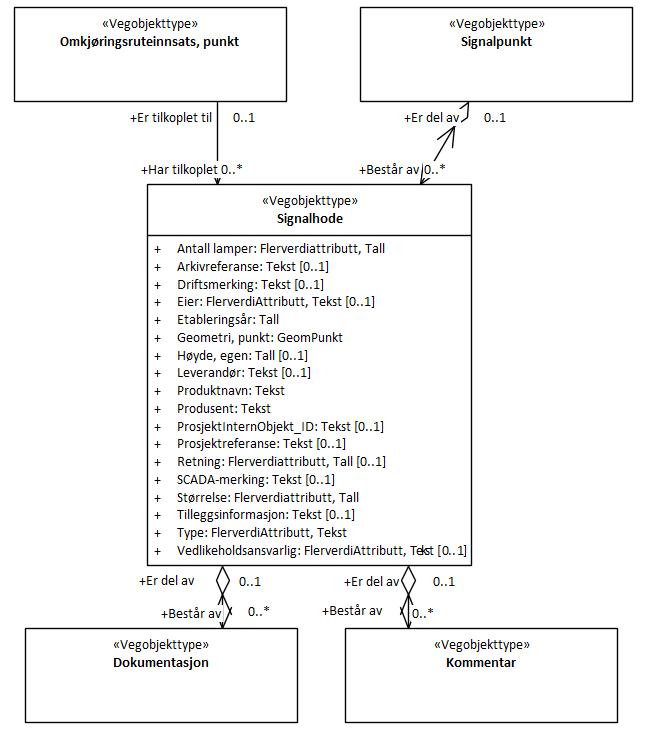 «Vegobjekttype»
Omkjøringsruteinnsats, punkt
«Vegobjekttype»
Signalpunkt
+Er tilkoplet til 0..1
+Er del av 0..1
+Har tilkoplet 0..*
+Består av 0..*
«Vegobjekttype»
Signalhode
+ Antall lamper: Flerverdiattributt, Tall
+ Arkivreferanse: Tekst [0..1]
+ Driftsmerking: Tekst [0..1]
+ Eier: FlerverdiAttributt, Tekst [0..1]
+ Etableringsår: Tall
+ Geometri, punkt: GeomPunkt
+ Høyde, egen: Tall [0..1]
+ Leverandør: Tekst [0..1]
+ Produktnavn: Tekst
+ Produsent: Tekst
+ ProsjektInternObjekt_ID: Tekst [0..1]
+ Prosjektreferanse: Tekst [0..1]
+ Retning: Flerverdiattributt, Tall [0..1]
+ SCADA-merking: Tekst [0..1]
+ Størrelse: Flerverdiattributt, Tall
+ Tilleggsinformasjon: Tekst [0..1]
+ Type: FlerverdiAttributt, Tekst
+ Vedlikeholdsansvarlig: FlerverdiAttributt, Tekst [0..1]
+Er del av 0..1
+Er del av 0..1
+Består av 0..*
+Består av 0..*
«Vegobjekttype»
Dokumentasjon
«Vegobjekttype»
Kommentar